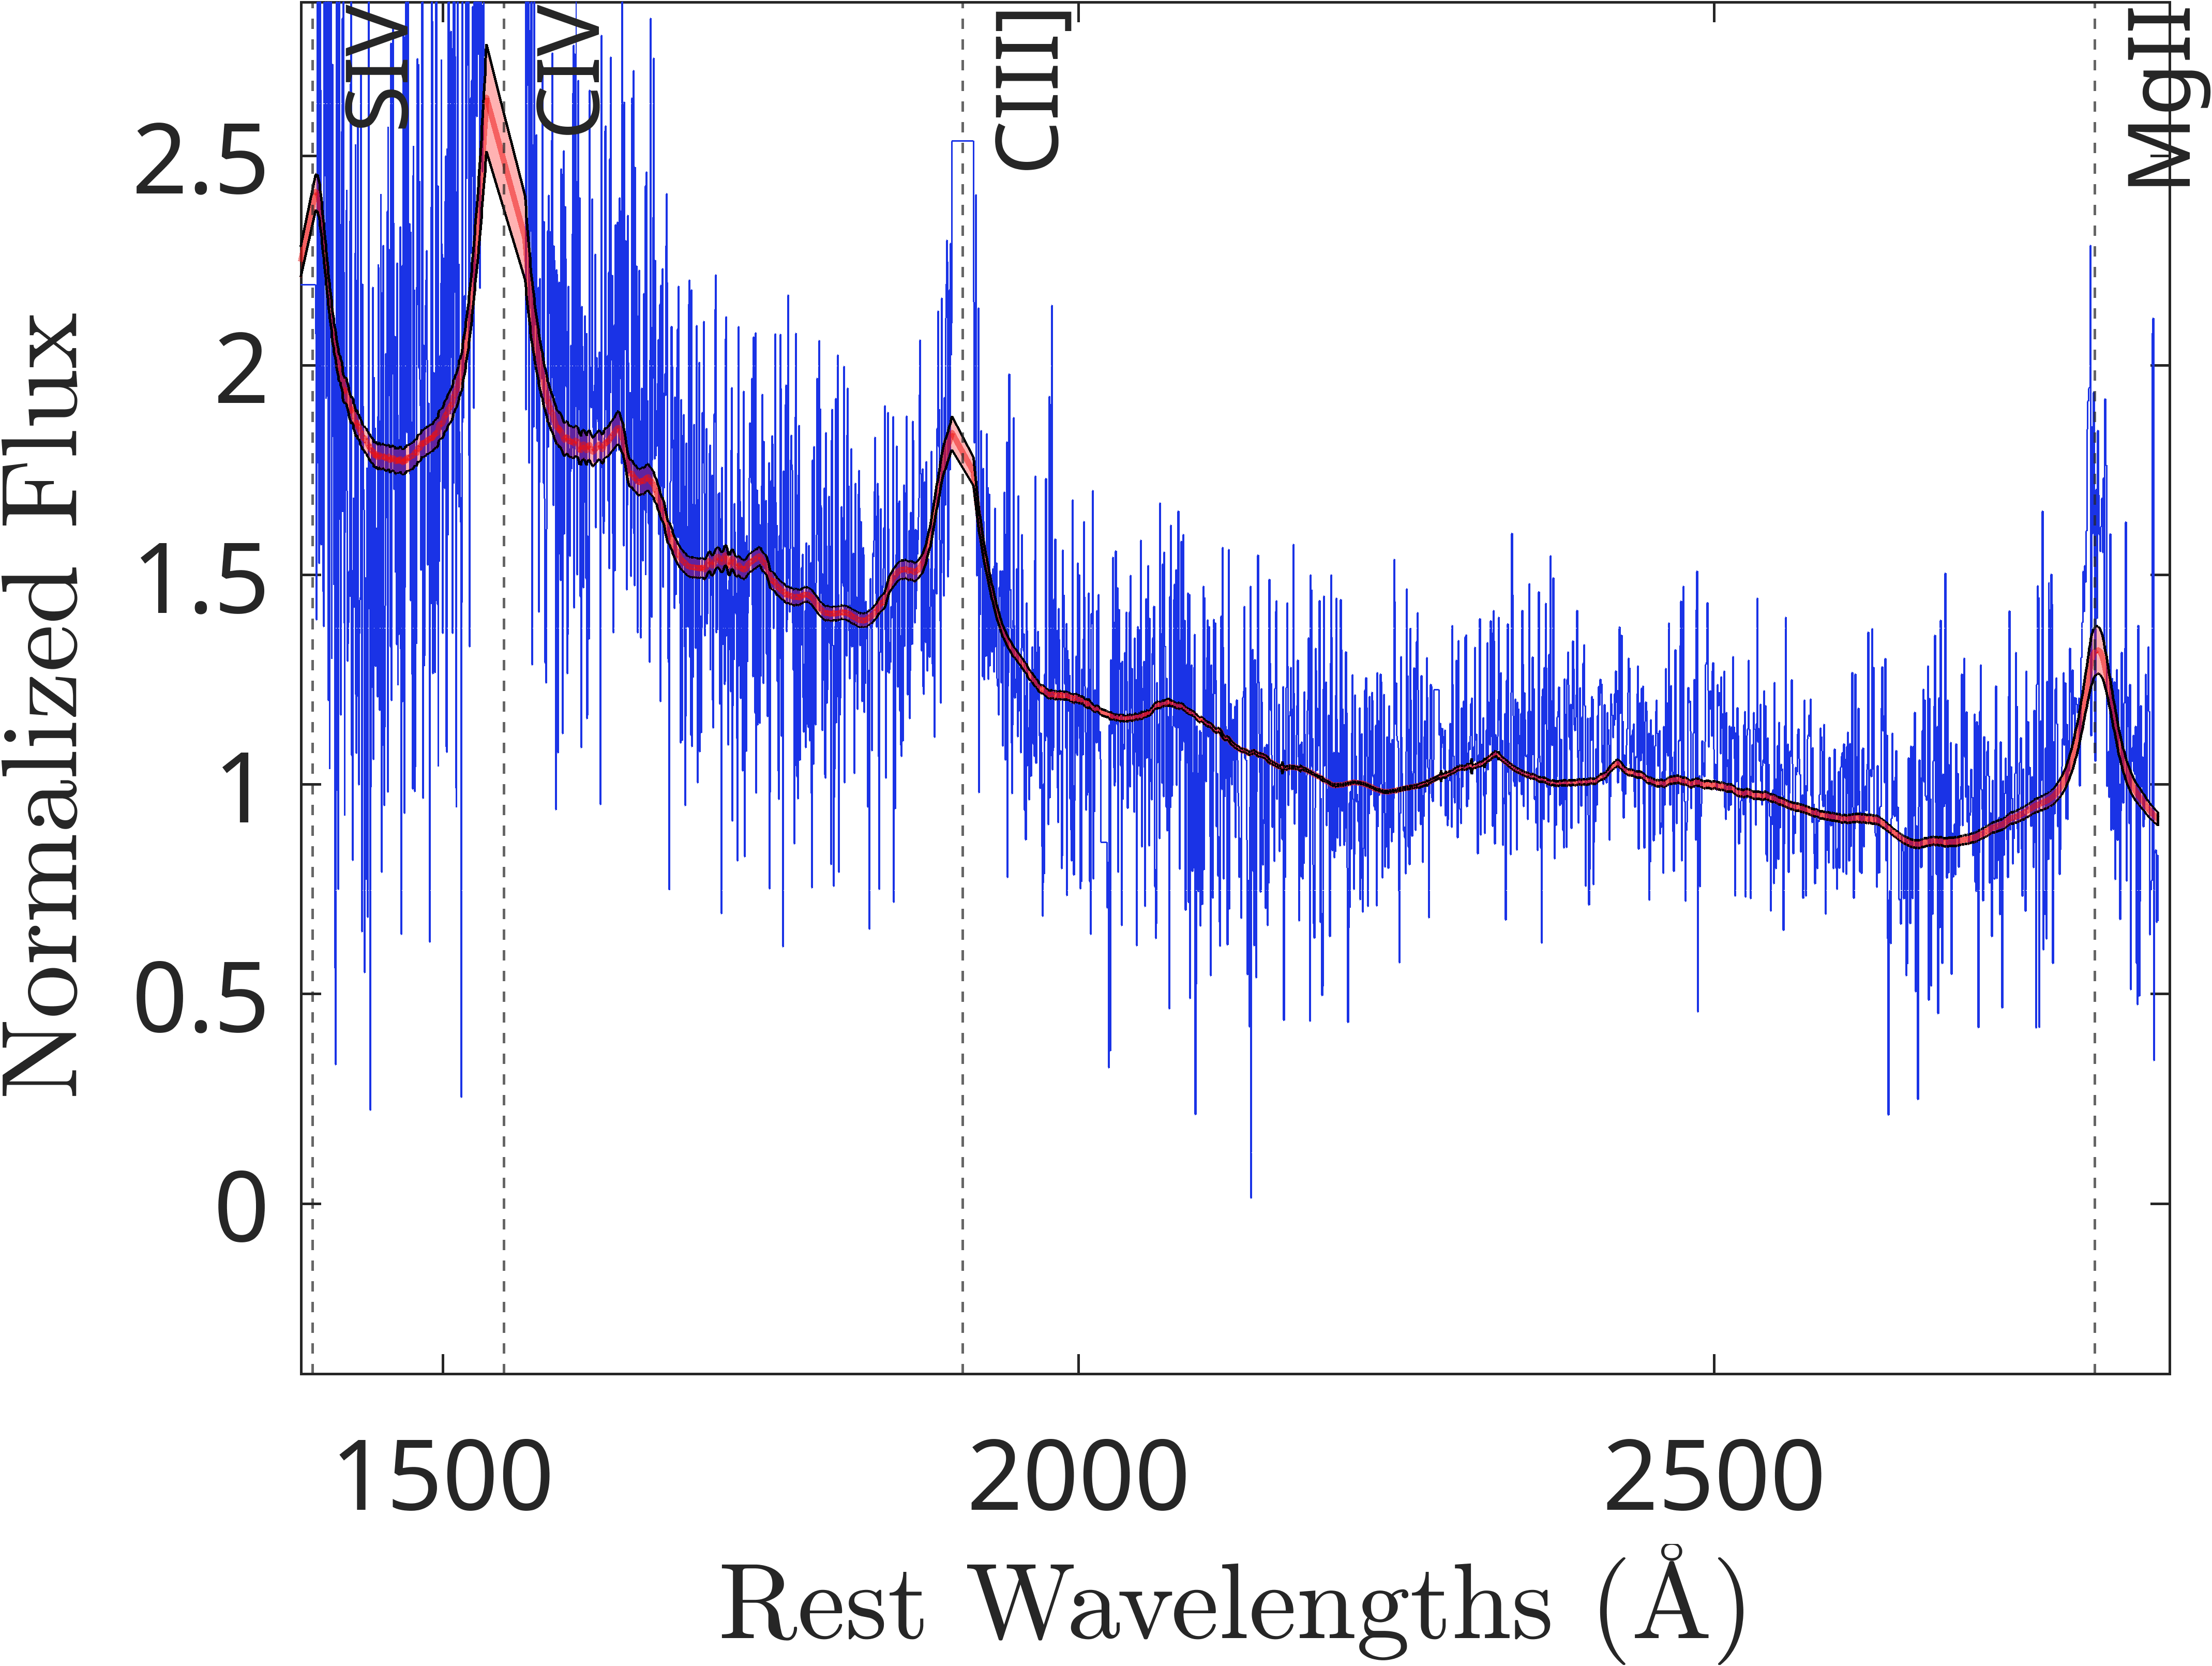 SIV
CIV
CIII]
MgII
2.5
2
1.5
1
0.5
0
Normalized Flux
1500
2000
2500
Rest Wavelengths (Å)